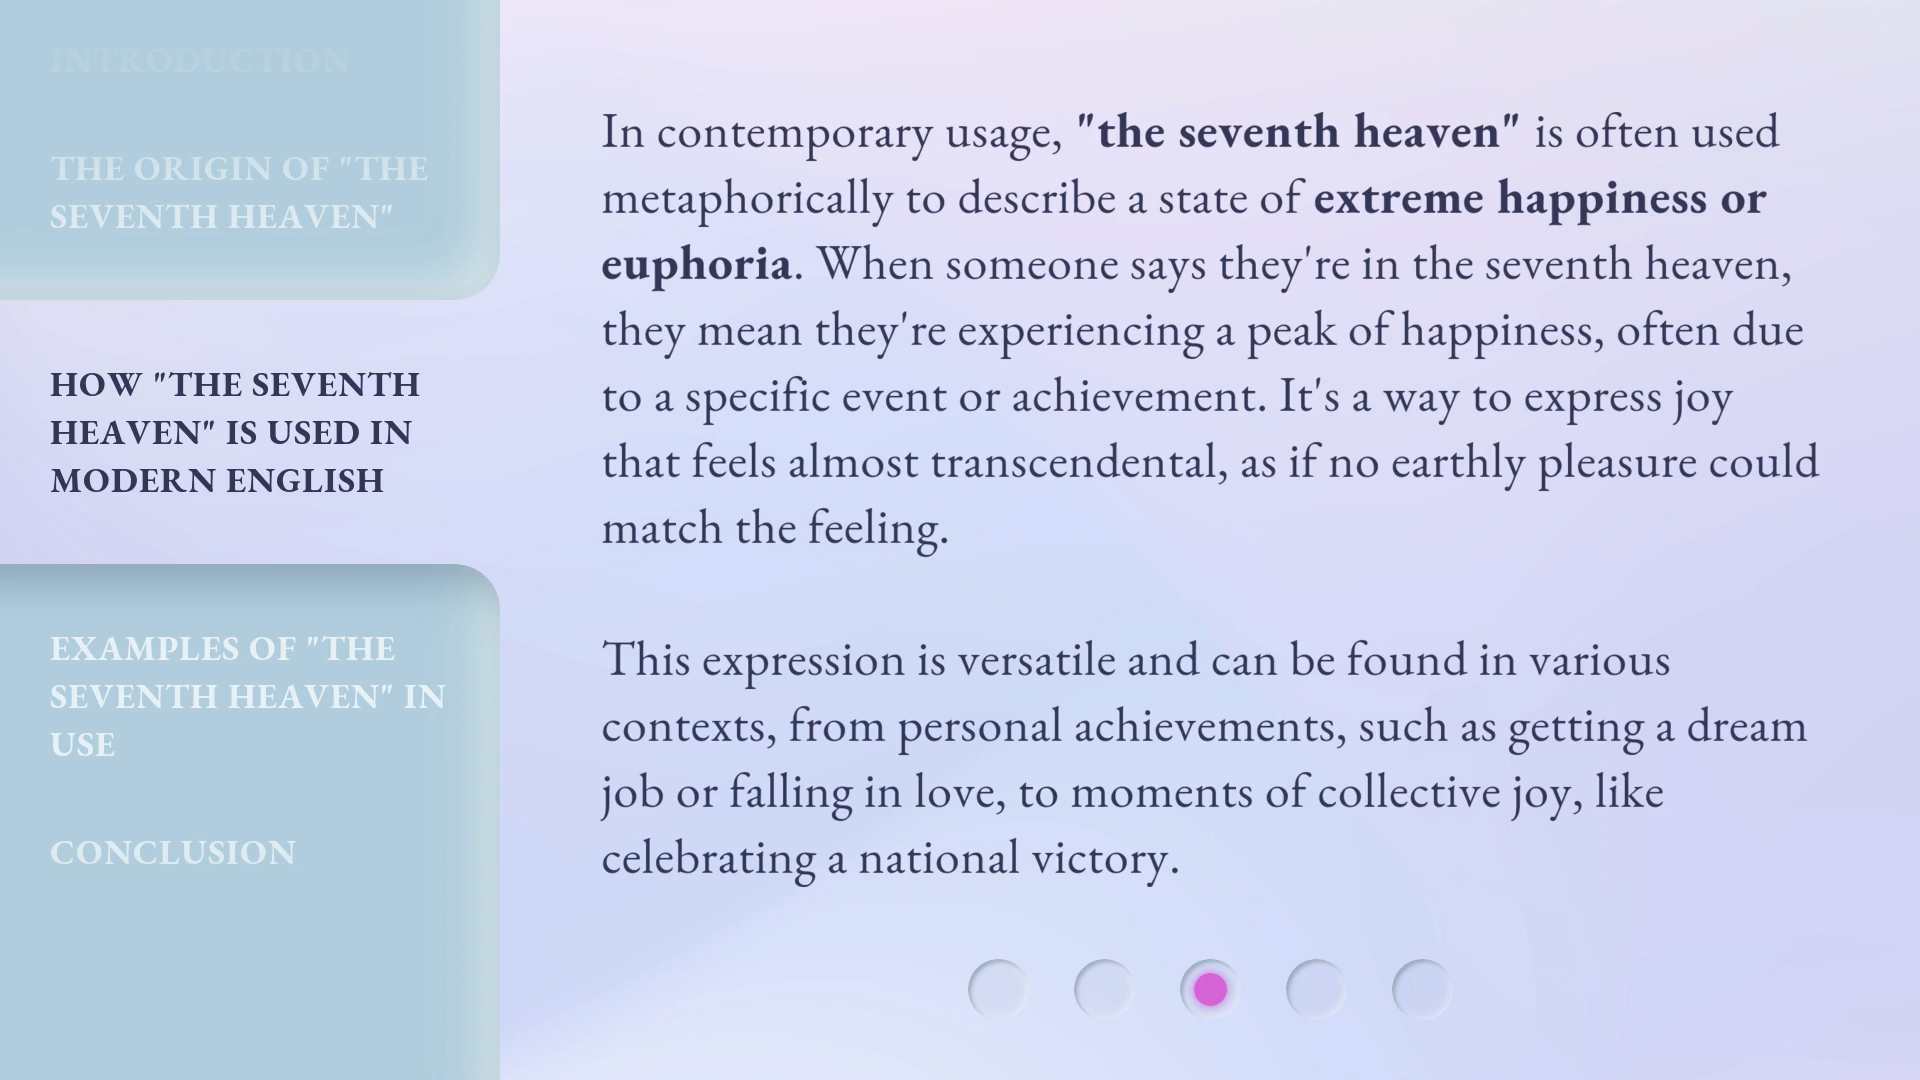 INTRODUCTION
THE ORIGIN OF "THE
SEVENTH HEAVEN"
HOW "THE SEVENTH
HEAVEN" IS USED IN
MODERN ENGLISH
EXAMPLES OF "THE
SEVENTH HEAVEN" IN
USE
CONCLUSION
In contemporary usage, "the seventh heaven" is often used
metaphorically to describe a state of extreme happiness or
euphoria. When someone says they're in the seventh heaven,
they mean they're experiencing a peak of happiness, often due
to a specific event or achievement. It's a way to express joy
that feels almost transcendental, as if no earthly pleasure could
match the feeling.
This expression is versatile and can be found in various
contexts, from personal achievements, such as getting a dream
job or falling in love, to moments of collective joy, like
celebrating a national victory.